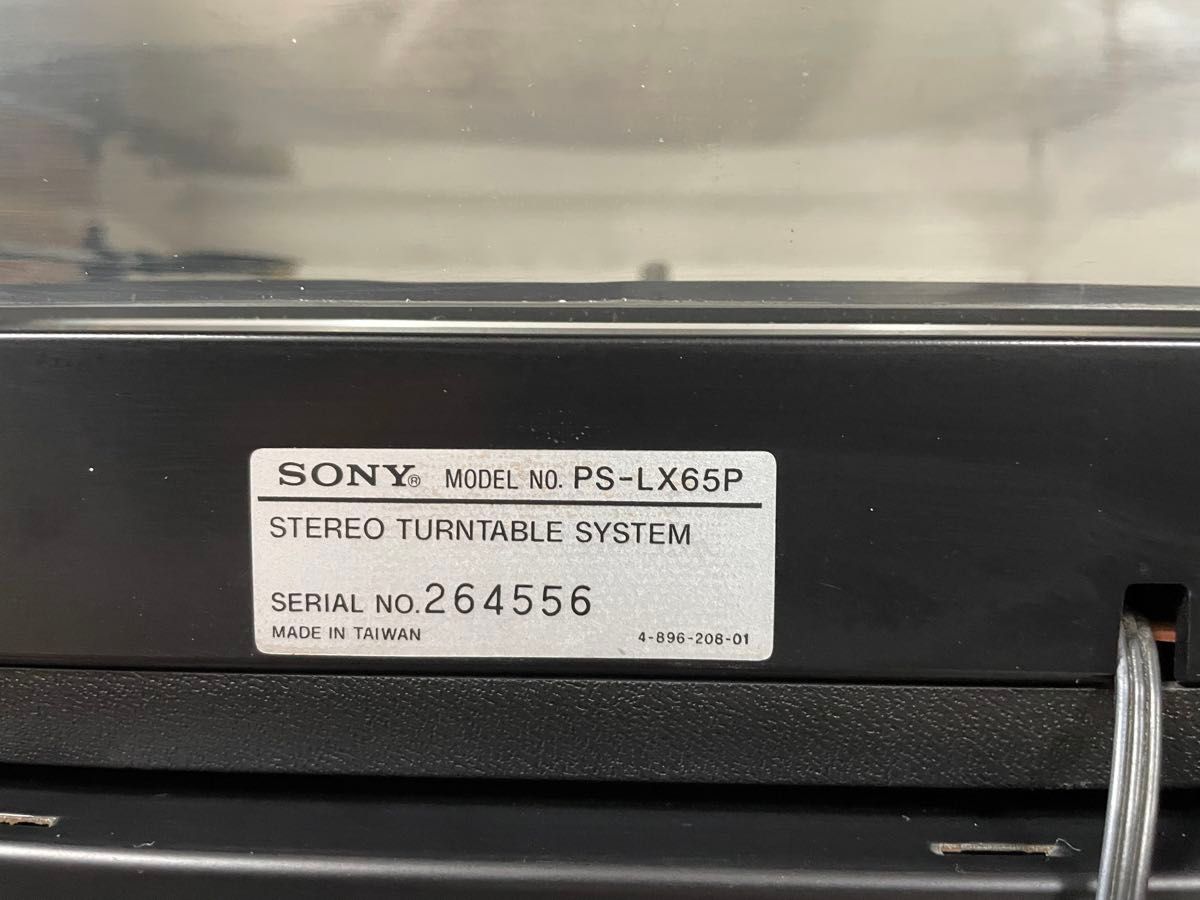 SONY® MODEL NO. PS-LX65P
STEREO TURNTABLE SYSTEM
SERIAL NO. 264556
MADE IN TAIWAN 4-896-208-01